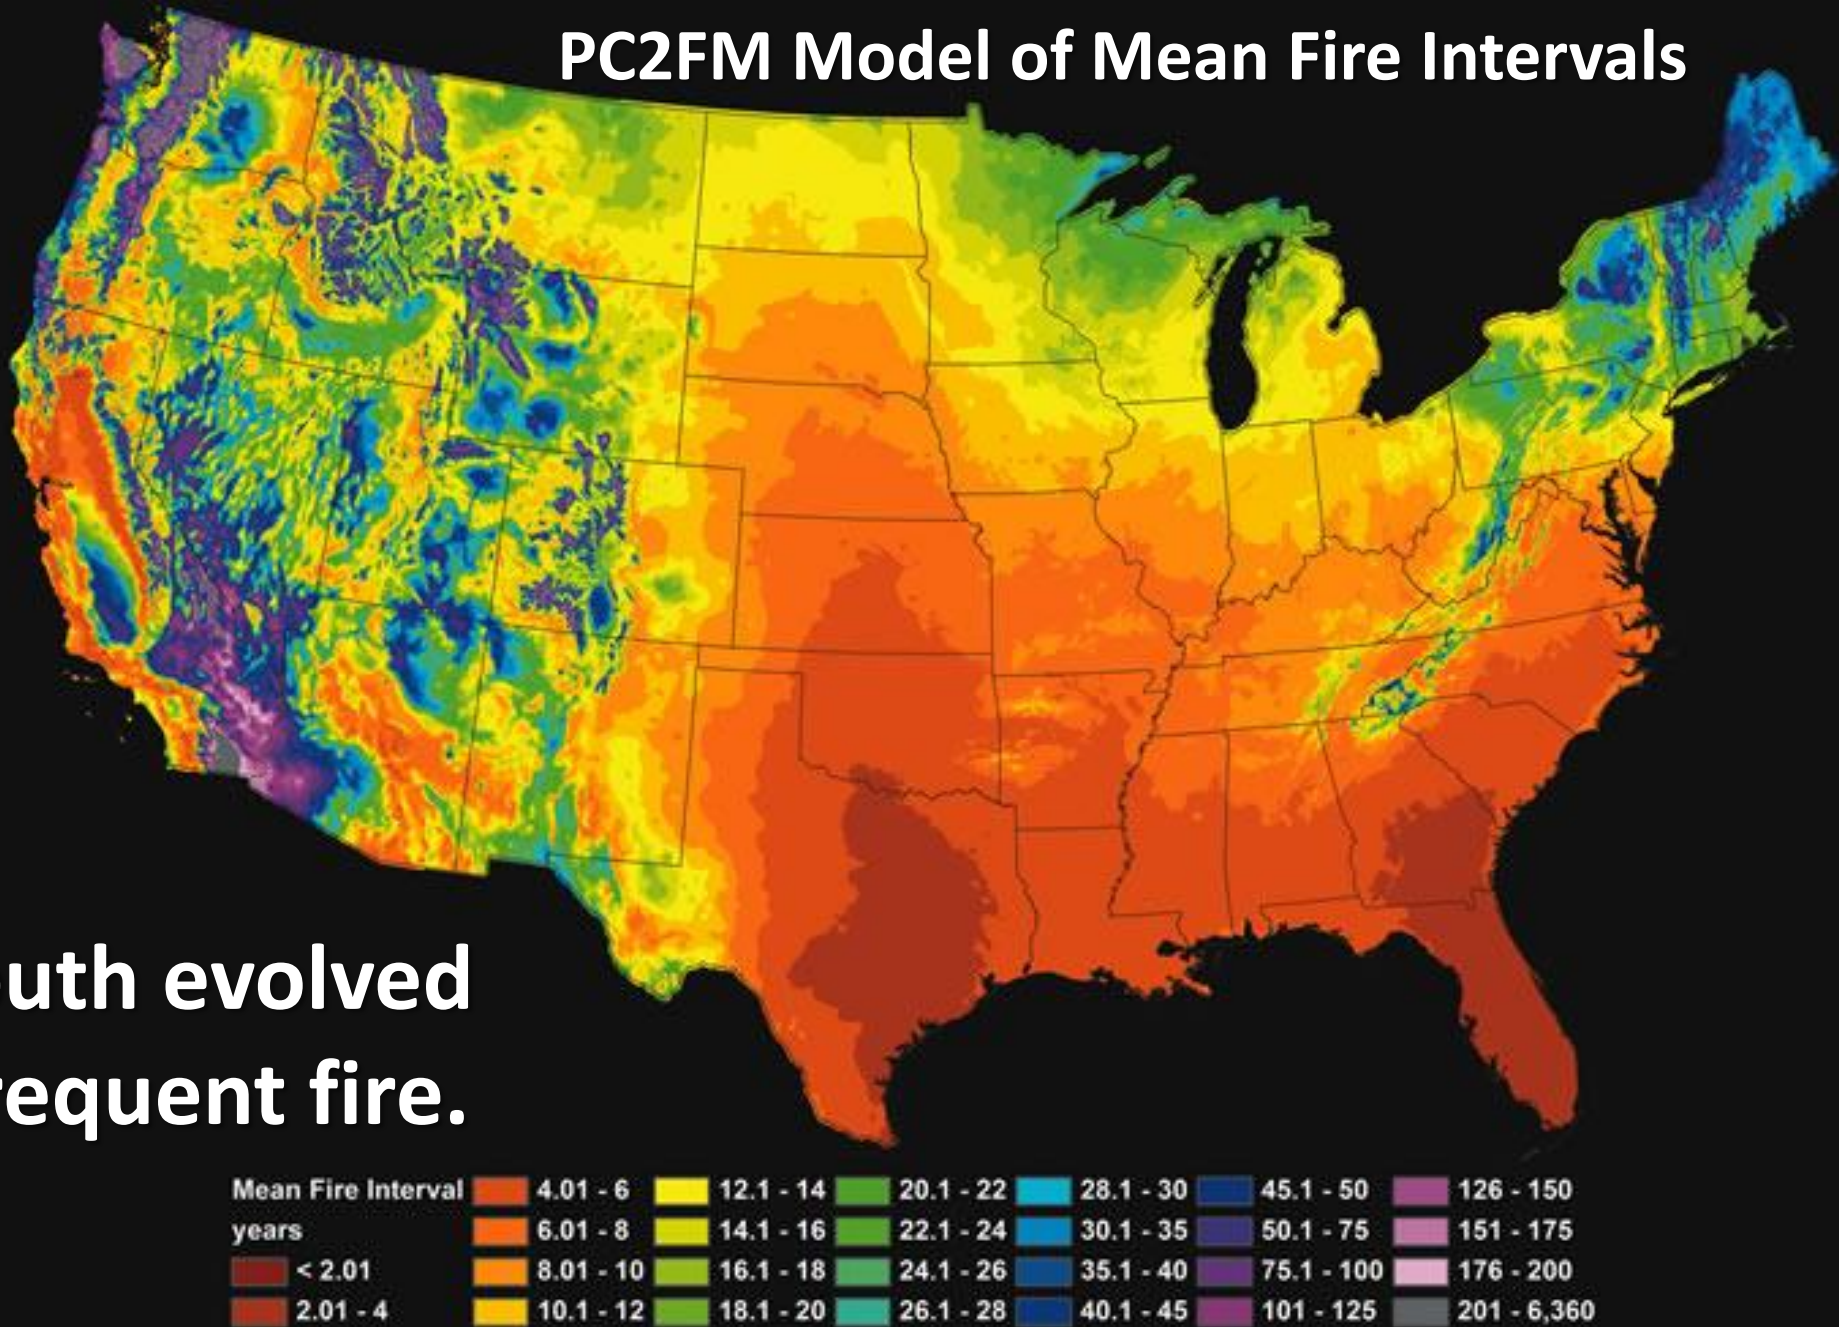 PC2FM Model of Mean Fire Intervals
uth evolved
requent fire.
Mean Fire Interval
years
< 2.01
2.01 - 4
4.01 - 6
6.01 - 8
8.01 - 10
10.1 - 12
12.1 - 14
14.1 - 16
16.1 - 18
18.1 - 20
20.1 - 22
22.1 - 24
24.1 - 26
26.1 - 28
28.1 - 30
30.1 - 35
35.1 - 40
40.1 - 45
45.1 - 50
50.1 - 75
75.1 - 100
101 - 125
126 - 150
151 - 175
176 - 200
201 - 6,360